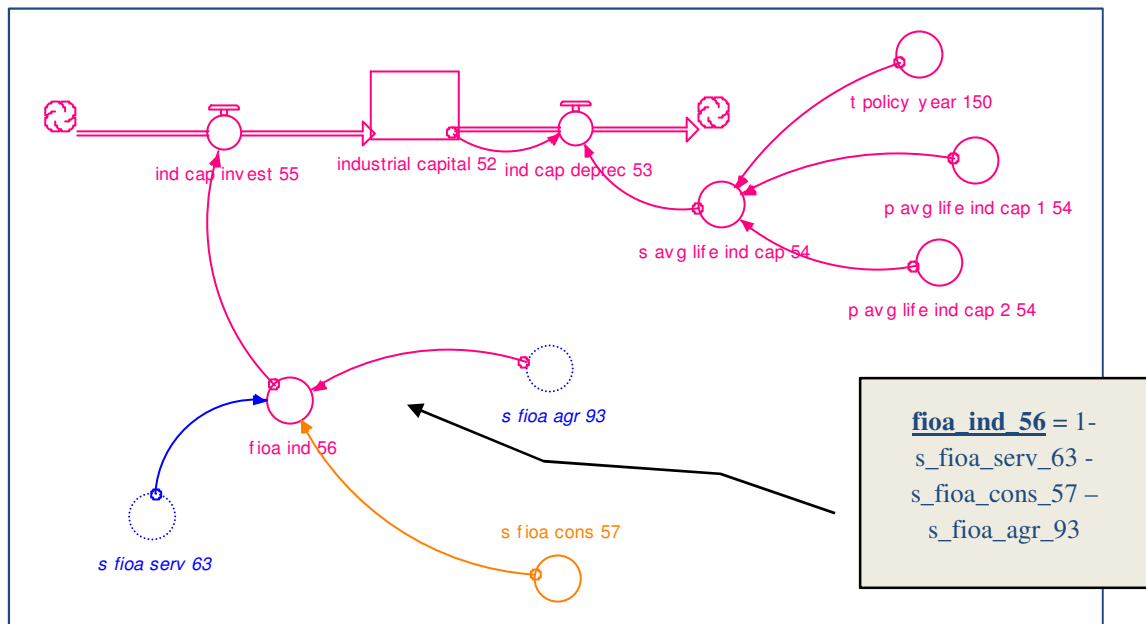 t policy year 150
industrial capital 52
ind cap deprec 53
ind cap invest 55
p avg life ind cap 1 54
s avg life ind cap 54
p avg life ind cap 2 54
s fioa agr 93
fioa ind 56
s fioa cons 57
s fioa serv 63
fioa_ind_56 = 1-
s_fioa_serv_63 -
s_fioa_cons_57 –
s_fioa_agr_93